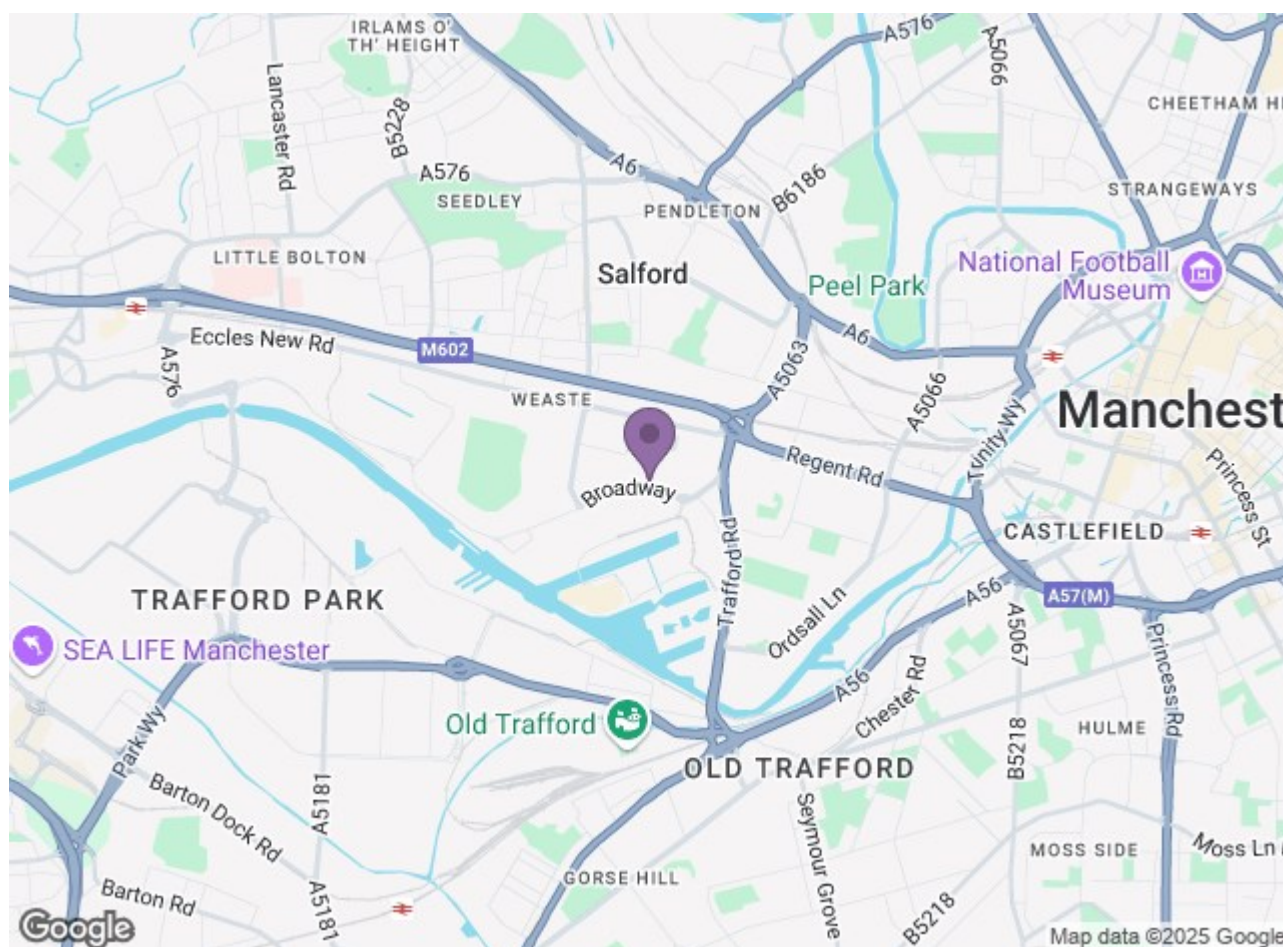 IRLAMS O'
TH' HEIGHT
A576
A5066
Lancaster Rd
B5228
CHEETHAM HI
A6
A576
SEEDLEY
B6186
STRANGEWAYS
PENDLETON
LITTLE BOLTON
Salford
Peel Park
National Football
Museum
Eccles New Rd
M602
A6
A576
A5063
WEASTE
A5066
Manchest
Trinity Wy
Regent Rd
Princess St
Broadway
CASTLEFIELD
Trafford Rd
TRAFFORD PARK
A56
A57(M)
Ordsall Ln
A5067
SEA LIFE Manchester
A56
Princess Rd
Chester Rd
Park Wy
Old Trafford
HULME
B5218
OLD TRAFFORD
A5181
Barton Dock Rd
Seymour Grove
MOSS SIDE
Moss Ln
GORSE HILL
Barton Rd
A5181
B5218
Google
Map data ©2025 Google